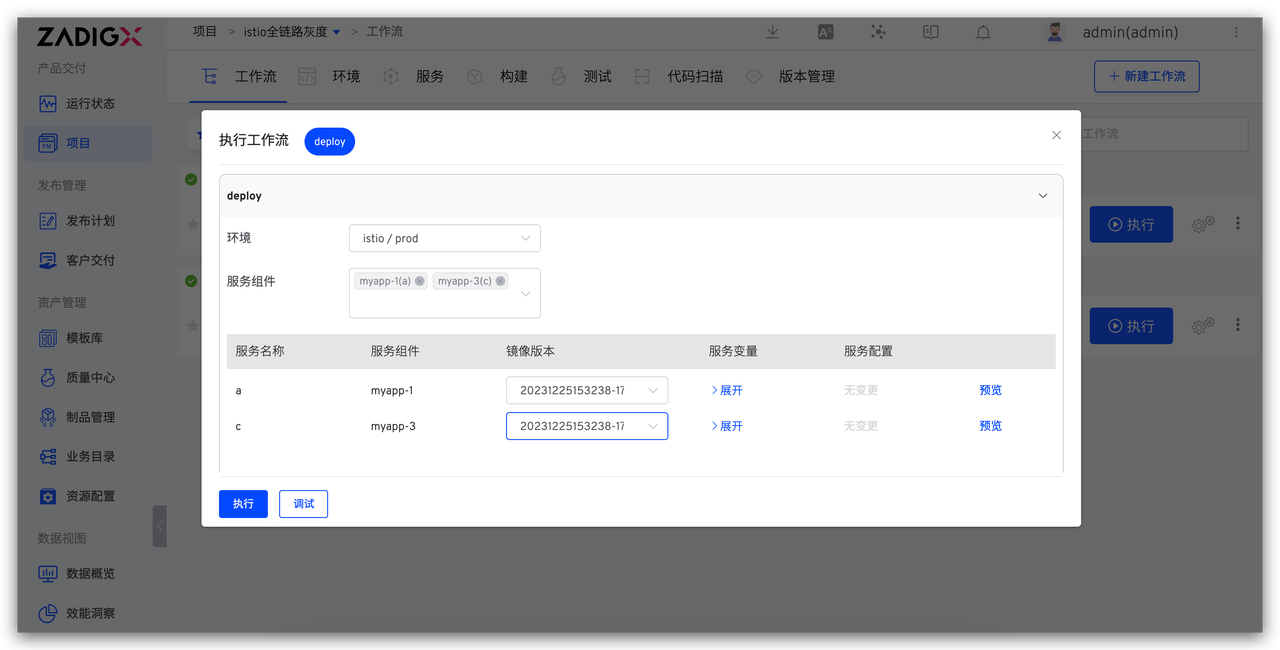 ZADIGX
项目 > istio全链路灰度 > 工作流
admin(admin)
工作流 环境 服务 构建 测试 代码扫描 版本管理
+ 新建工作流
产品交付
运行状态
项目
发布管理
发布计划
客户交付
资产管理
模板库
质量中心
制品管理
业务目录
资源配置
数据视图
数据概览
效能洞察
工作流
执行
执行
执行工作流 deploy
deploy
环境 istio / prod
服务组件 myapp-1(a) myapp-3(c)
服务名称 服务组件 镜像版本 服务变量 服务配置
a myapp-1 20231225153238-17 展开 无变更 预览
c myapp-3 20231225153238-17 展开 无变更 预览
执行 调试